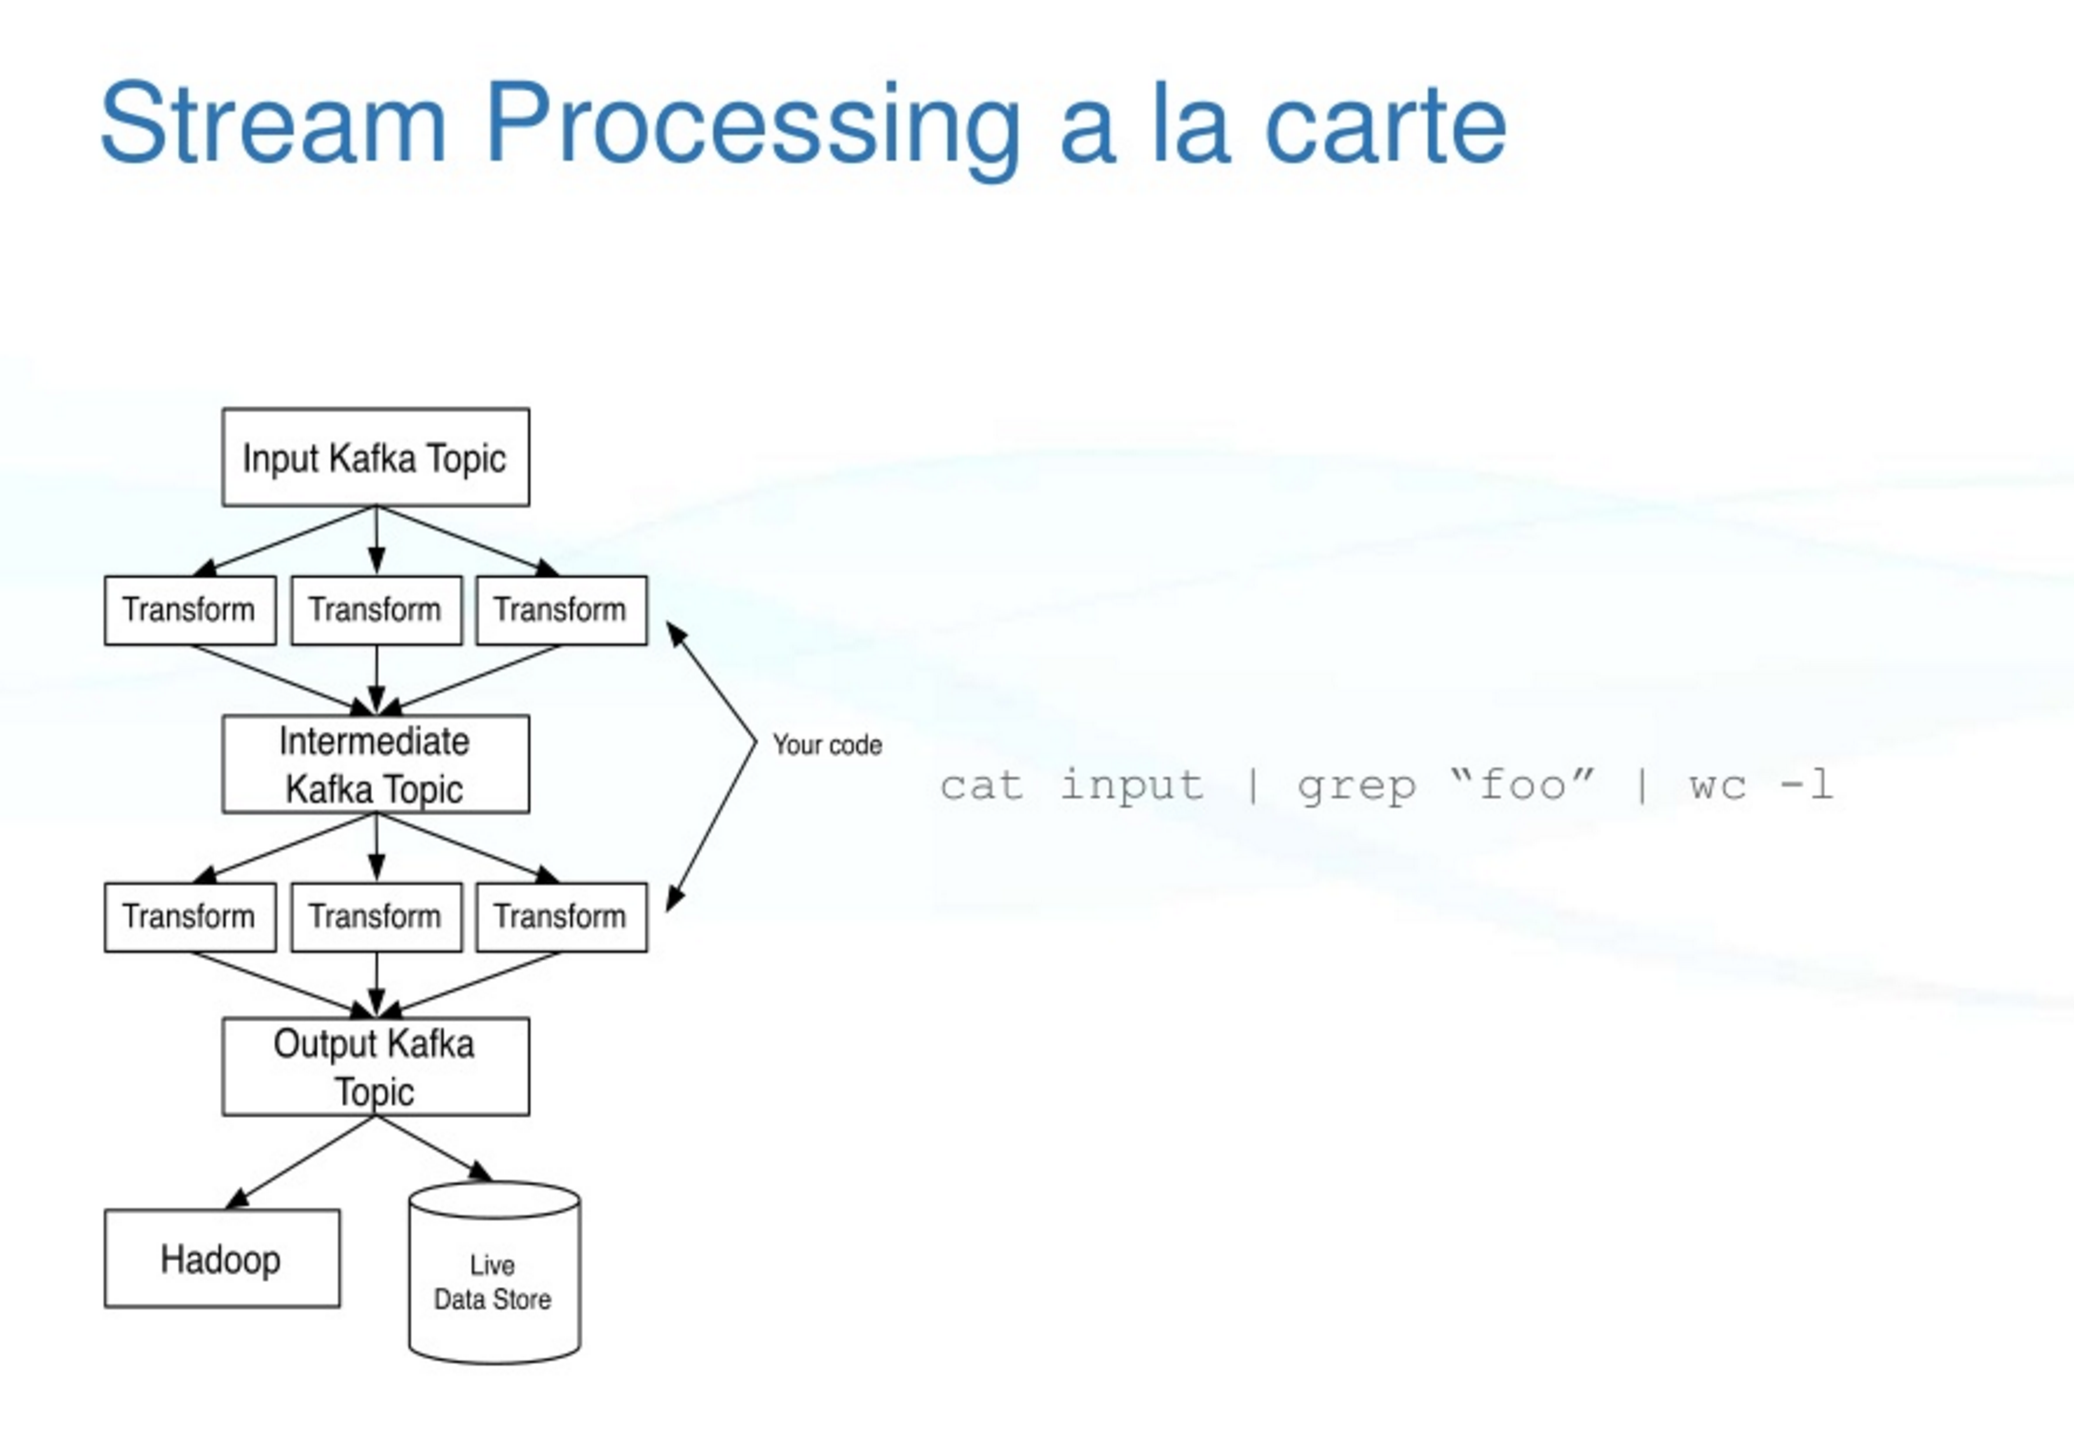 Stream Processing a la carte
Input Kafka Topic
Transform Transform Transform
Intermediate
Kafka Topic
Your code
cat input | grep “foo” | wc -l
Transform Transform Transform
Output Kafka
Topic
Hadoop
Live
Data Store